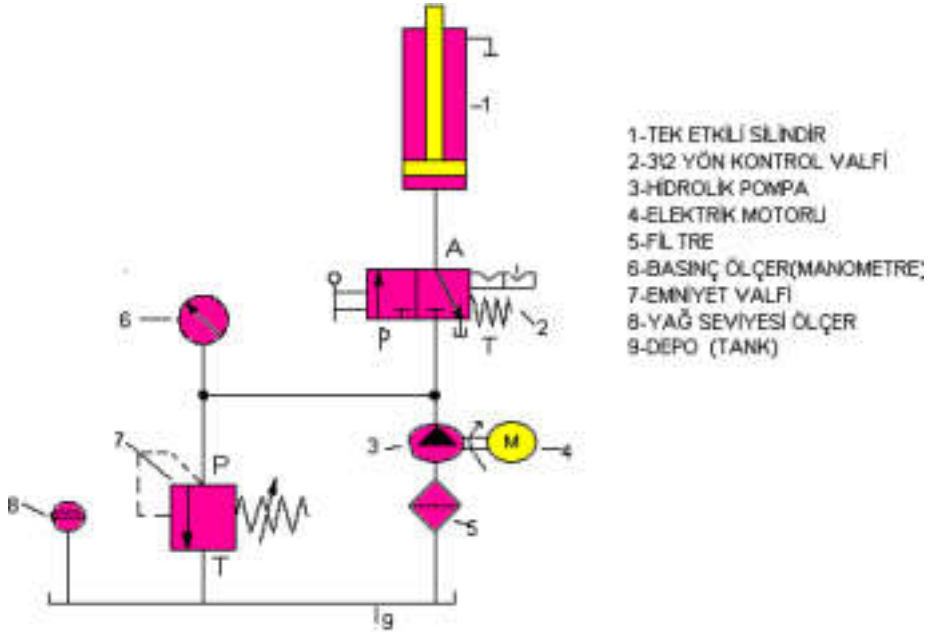 1
A
P
T
2
6
3
M
4
7
P
T
8
5
9
1-TEK ETKİLİ SİLİNDİR
2-3\2 YÖN KONTROL VALFİ
3-HİDROLİK POMPA
4-ELEKTRİK MOTORU
5-FİLTRE
6-BASINÇ ÖLÇER(MANOMETRE)
7-EMNİYET VALFİ
8-YAĞ SEVİYESİ ÖLÇER
9-DEPO (TANK)